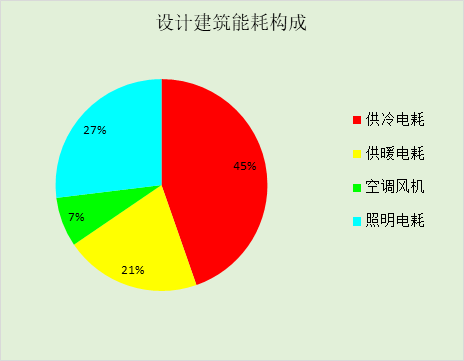 设计建筑能耗构成
45%
21%
7%
27%
供冷电耗
供暖电耗
空调风机
照明电耗